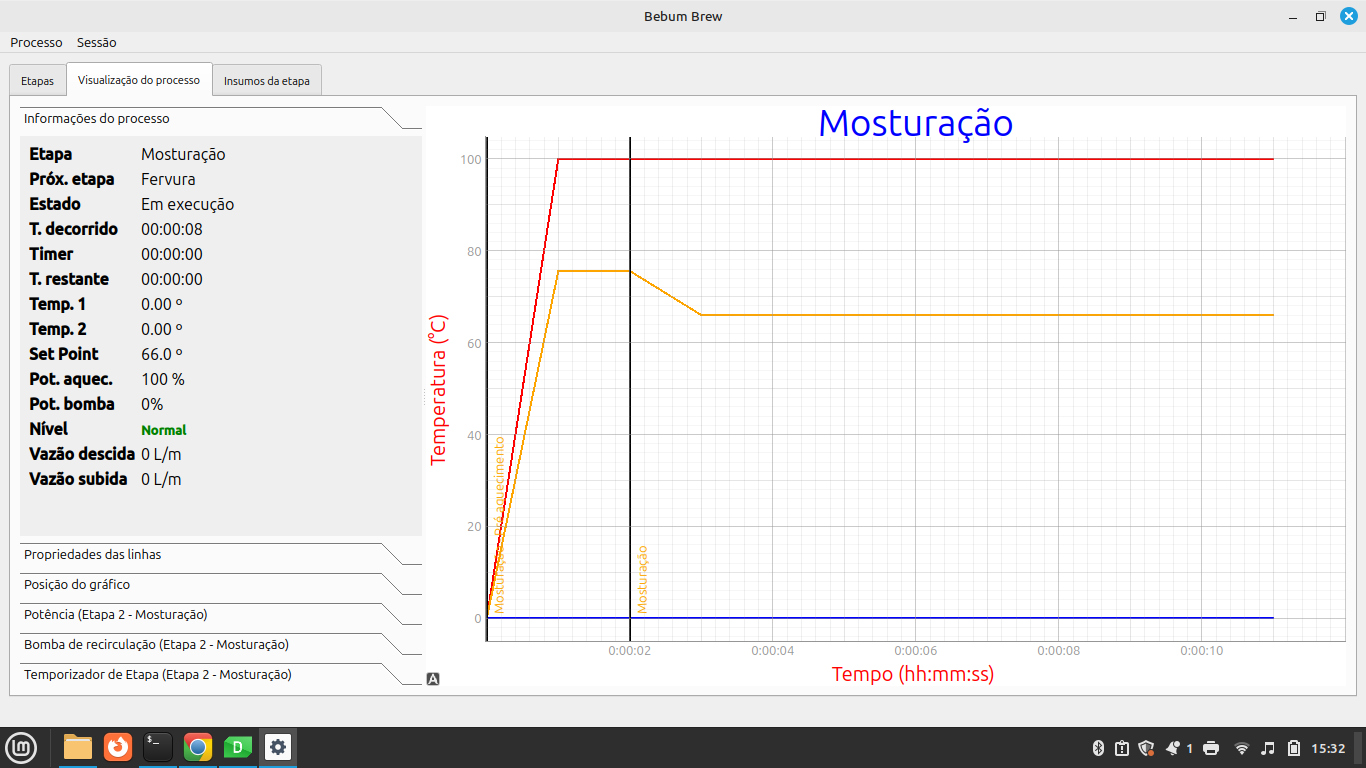 Bebum Brew
Processo Sessão
Etapas Visualização do processo Insumos da etapa
Informações do processo
Etapa Mosturação
Próx. etapa Fervura
Estado Em execução
T. decorrido 00:00:08
Timer 00:00:00
T. restante 00:00:00
Temp. 1 0.00 º
Temp. 2 0.00 º
Set Point 66.0 º
Pot. aquec. 100 %
Pot. bomba 0%
Nível Normal
Vazão descida 0 L/m
Vazão subida 0 L/m
Propriedades das linhas
Posição do gráfico
Potência (Etapa 2 - Mosturação)
Bomba de recirculação (Etapa 2 - Mosturação)
Temporizador de Etapa (Etapa 2 - Mosturação)
Mosturação
Temperatura (°C)
100
80
60
40
20
0
Mosturação - Pré aquecimento
Mosturação
0:00:02 0:00:04 0:00:06 0:00:08 0:00:10
Tempo (hh:mm:ss)
A
$_
D
1
15:32